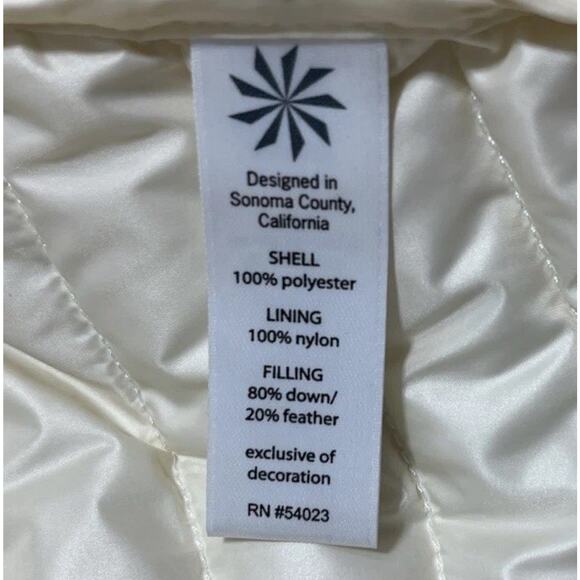 Designed in
Sonoma County,
California
SHELL
100% polyester
LINING
100% nylon
FILLING
80% down/
20% feather
exclusive of
decoration
RN #54023